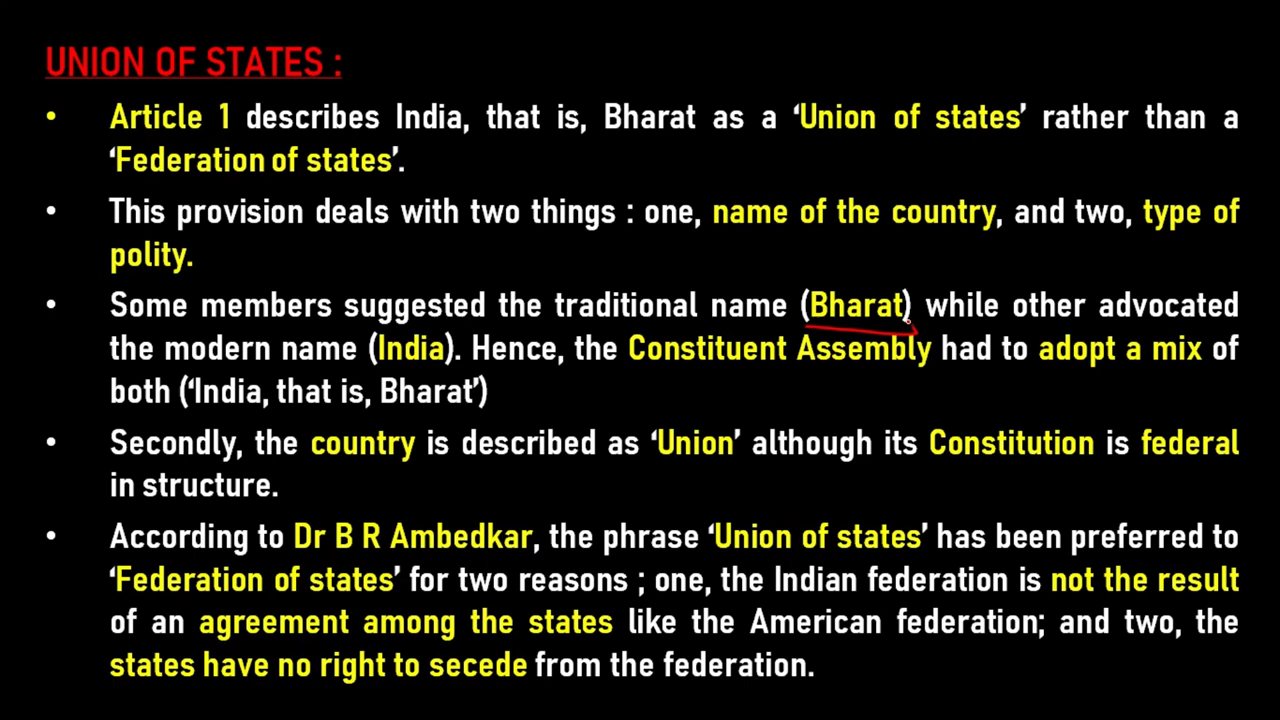 UNION OF STATES :
• Article 1 describes India, that is, Bharat as a ‘Union of states’ rather than a
‘Federation of states’.
• This provision deals with two things : one, name of the country, and two, type of
polity.
• Some members suggested the traditional name (Bharat) while other advocated
the modern name (India). Hence, the Constituent Assembly had to adopt a mix of
both (‘India, that is, Bharat’)
• Secondly, the country is described as ‘Union’ although its Constitution is federal
in structure.
• According to Dr B R Ambedkar, the phrase ‘Union of states’ has been preferred to
‘Federation of states’ for two reasons ; one, the Indian federation is not the result
of an agreement among the states like the American federation; and two, the
states have no right to secede from the federation.